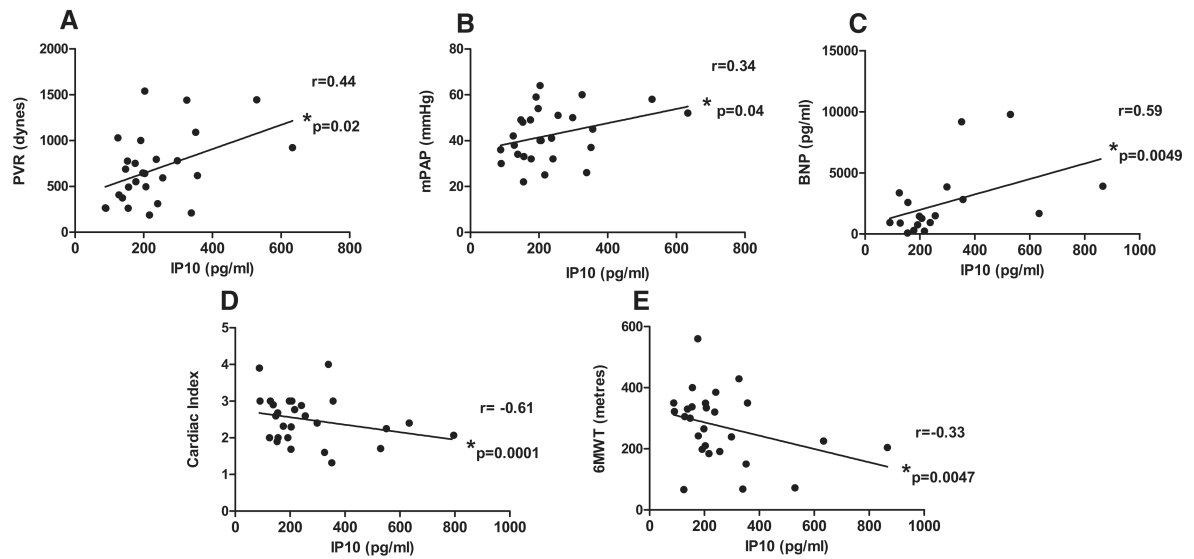 A
2000
1500
1000
500
0
PVR (dynes)
0 200 400 600 800
IP10 (pg/ml)
r=0.44
*
p=0.02
B
80
60
40
20
0
mPAP (mmHg)
0 200 400 600 800
IP10 (pg/ml)
r=0.34
*
p=0.04
C
15000
10000
5000
0
BNP (pg/ml)
0 200 400 600 800 1000
IP10 (pg/ml)
r=0.59
*
p=0.0049
D
5
4
3
2
1
0
Cardiac Index
0 200 400 600 800 1000
IP10 (pg/ml)
r= -0.61
*
p=0.0001
E
600
400
200
0
6MWT (metres)
0 200 400 600 800 1000
IP10 (pg/ml)
r=-0.33
*
p=0.0047